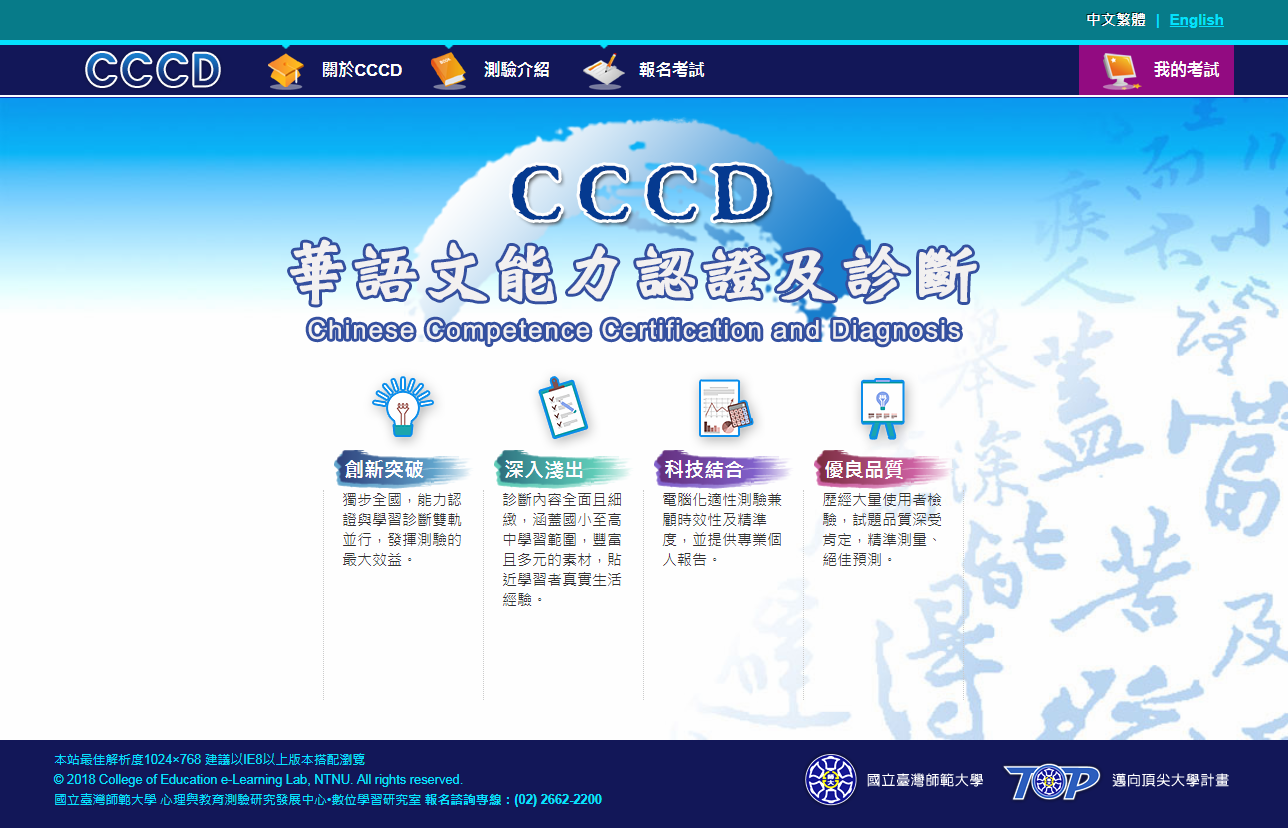 中文繁體 | English
CCCD 關於CCCD 測驗介紹 報名考試 我的考試
CCCD
華語文能力認證及診斷
Chinese Competence Certification and Diagnosis
創新突破
獨步全國，能力認
證與學習診斷雙軌
並行，發揮測驗的
最大效益。
深入淺出
診斷內容全面且細
緻，涵蓋國小至高
中學習範圍，豐富
且多元的素材，貼
近學習者真實生活
經驗。
科技結合
電腦化適性測驗兼
顧時效性及精準
度，並提供專業個
人報告。
優良品質
歷經大量使用者檢
驗，試題品質深受
肯定，精準測量、
絕佳預測。
本站最佳解析度1024×768 建議以IE8以上版本搭配瀏覽
© 2018 College of Education e-Learning Lab, NTNU. All rights reserved.
國立臺灣師範大學 心理與教育測驗研究發展中心•數位學習研究室 報名諮詢專線：(02) 2662-2200
國立臺灣師範大學
TOP 邁向頂尖大學計畫